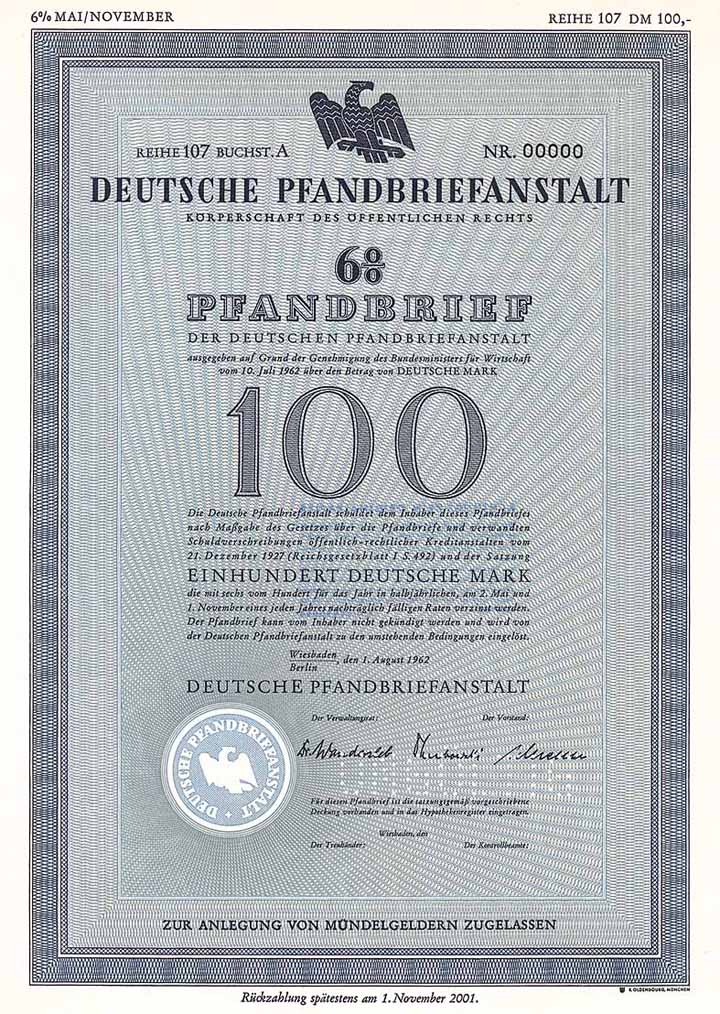 6% MAI/NOVEMBER
REIHE 107 DM 100,-
REIHE 107 BUCHST. A
NR. 00000
DEUTSCHE PFANDBRIEFANSTALT
KÖRPERSCHAFT DES ÖFFENTLICHEN RECHTS
6%
PFANDBRIEF
DER DEUTSCHEN PFANDBRIEFANSTALT
ausgegeben auf Grund der Genehmigung des Bundesministers für Wirtschaft
vom 10. Juli 1962 über den Betrag von DEUTSCHE MARK
100
Die Deutsche Pfandbriefanstalt schuldet dem Inhaber dieses Pfandbriefes
nach Maßgabe des Gesetzes über die Pfandbriefe und verwandten
Schuldverschreibungen öffentlich-rechtlicher Kreditanstalten vom
21. Dezember 1927 (Reichsgesetzblatt I S. 492) und der Satzung
EINHUNDERT DEUTSCHE MARK
die mit sechs vom Hundert für das Jahr in halbjährlichen, am 2. Mai und
1. November eines jeden Jahres nachträglich fälligen Raten verzinst werden.
Der Pfandbrief kann vom Inhaber nicht gekündigt werden und wird von
der Deutschen Pfandbriefanstalt zu den umstehenden Bedingungen eingelöst.
Wiesbaden
Berlin, den 1. August 1962
DEUTSCHE PFANDBRIEFANSTALT
Der Verwaltungsrat:
Der Vorstand:
DEUTSCHE PFANDBRIEFANSTALT
Für diesen Pfandbrief ist die satzungsgemäß vorgeschriebene
Deckung vorhanden und in das Hypothekenregister eingetragen.
Wiesbaden, den
Der Treuhänder:
Der Kontrollbeamte:
ZUR ANLEGUNG VON MÜNDELGELDERN ZUGELASSEN
R. OLDENBOURG, MÜNCHEN
Rückzahlung spätestens am 1. November 2001.